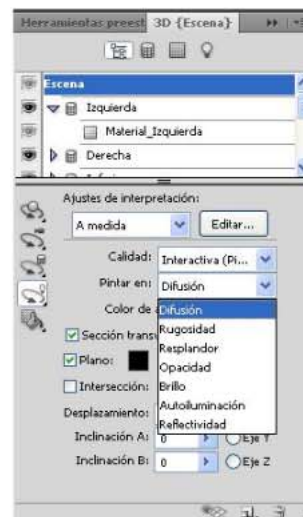 Herramientas preest 3D {Escena}
Escena
Izquierda
Material_Izquierda
Derecha
Ajustes de interpretación:
A medida Editar...
Calidad: Interactiva (Pi...
Pintar en: Difusión
Color de Difusión
Rugosidad
Sección trans
Resplandor
Plano: Opacidad
Intersección: Brillo
Autoiluminación
Desplazamiento:
Reflectividad
Inclinación A: 0 Eje Y
Inclinación B: 0 Eje Z